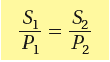 S₁/P₁ = S₂/P₂